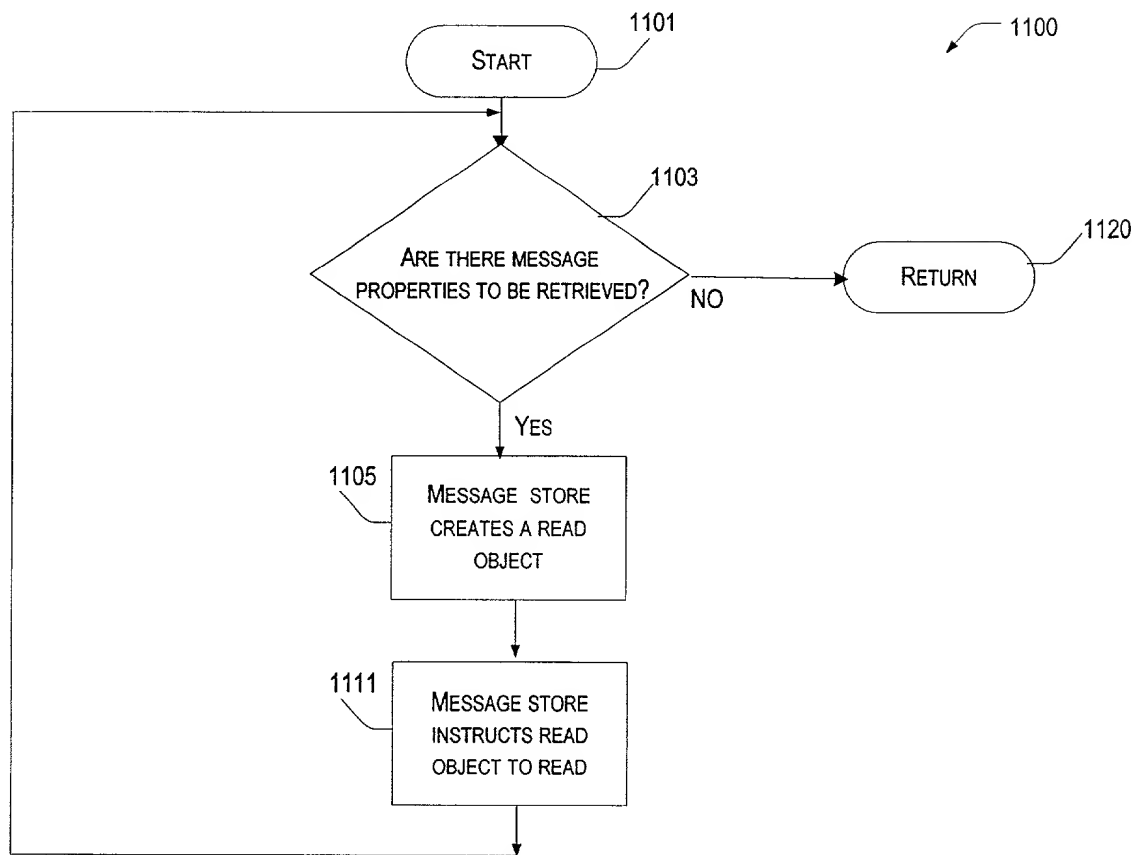 1101
1100
START
1103
1120
ARE THERE MESSAGE
PROPERTIES TO BE RETRIEVED?
RETURN
NO
YES
1105
MESSAGE STORE
CREATES A READ
OBJECT
1111
MESSAGE STORE
INSTRUCTS READ
OBJECT TO READ